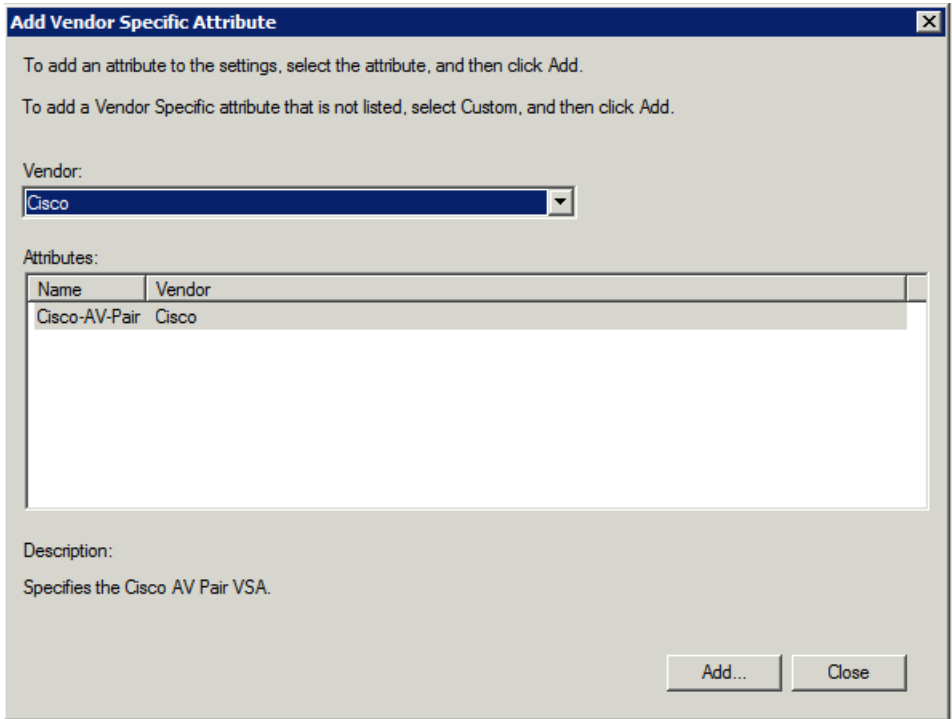 Add Vendor Specific Attribute
To add an attribute to the settings, select the attribute, and then click Add.
To add a Vendor Specific attribute that is not listed, select Custom, and then click Add.
Vendor:
Cisco
Attributes:
Name Vendor
Cisco-AV-Pair Cisco
Description:
Specifies the Cisco AV Pair VSA.
Add... Close